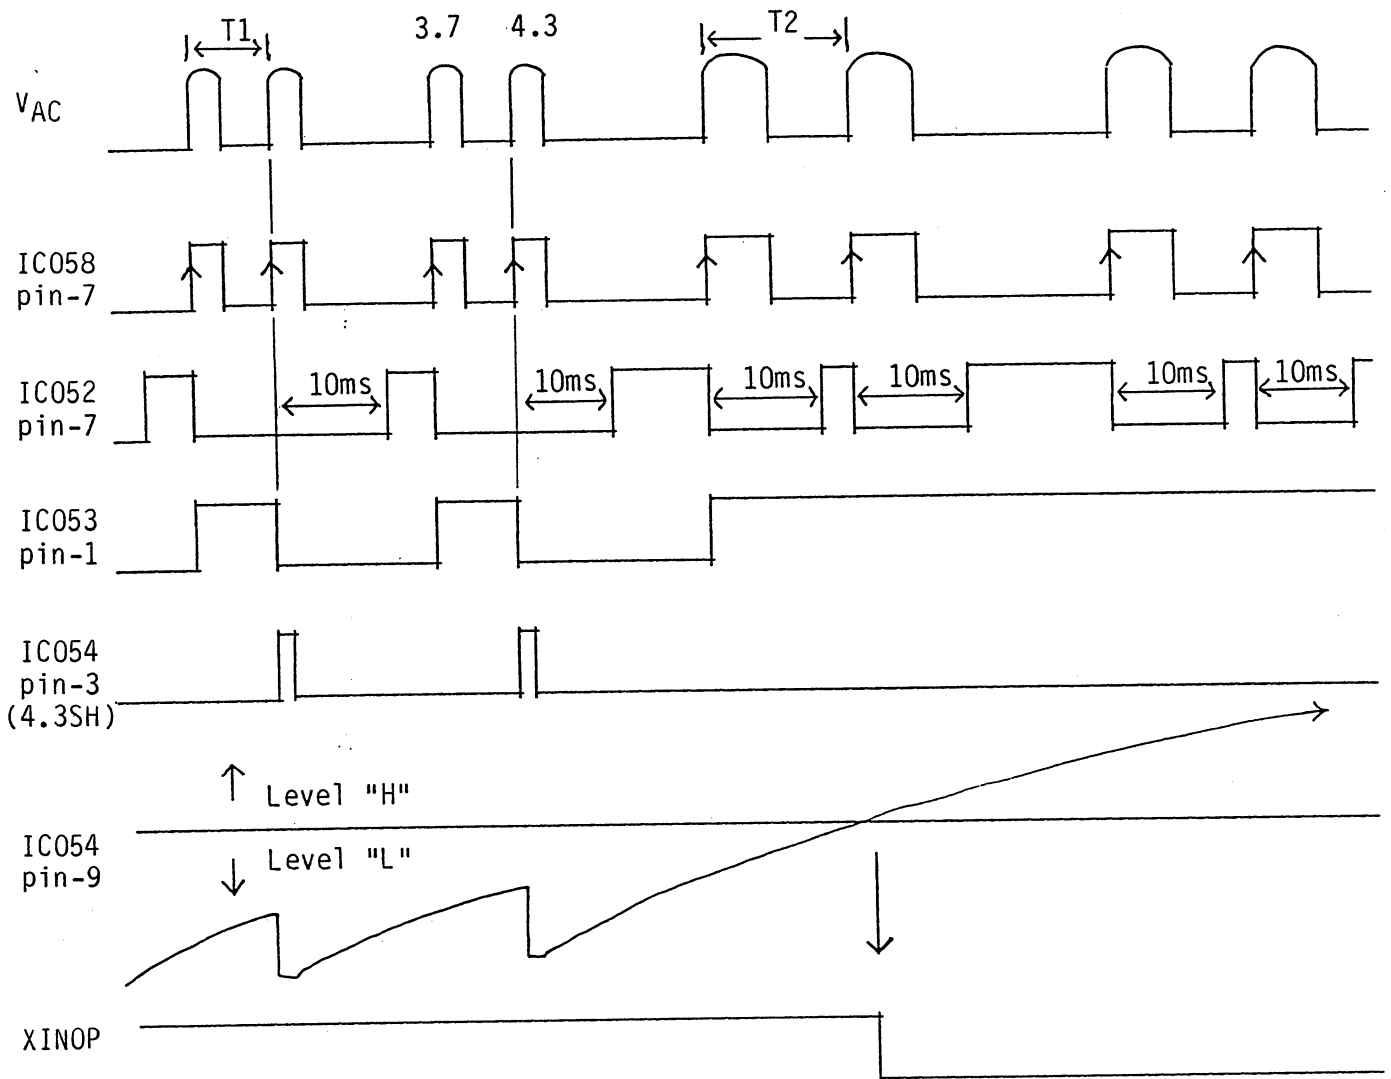 T1
3.7
4.3
T2
VAC
IC058
pin-7
IC052
pin-7
10ms
10ms
10ms
10ms
10ms
10ms
IC053
pin-1
IC054
pin-3
(4.3SH)
Level "H"
IC054
pin-9
Level "L"
XINOP